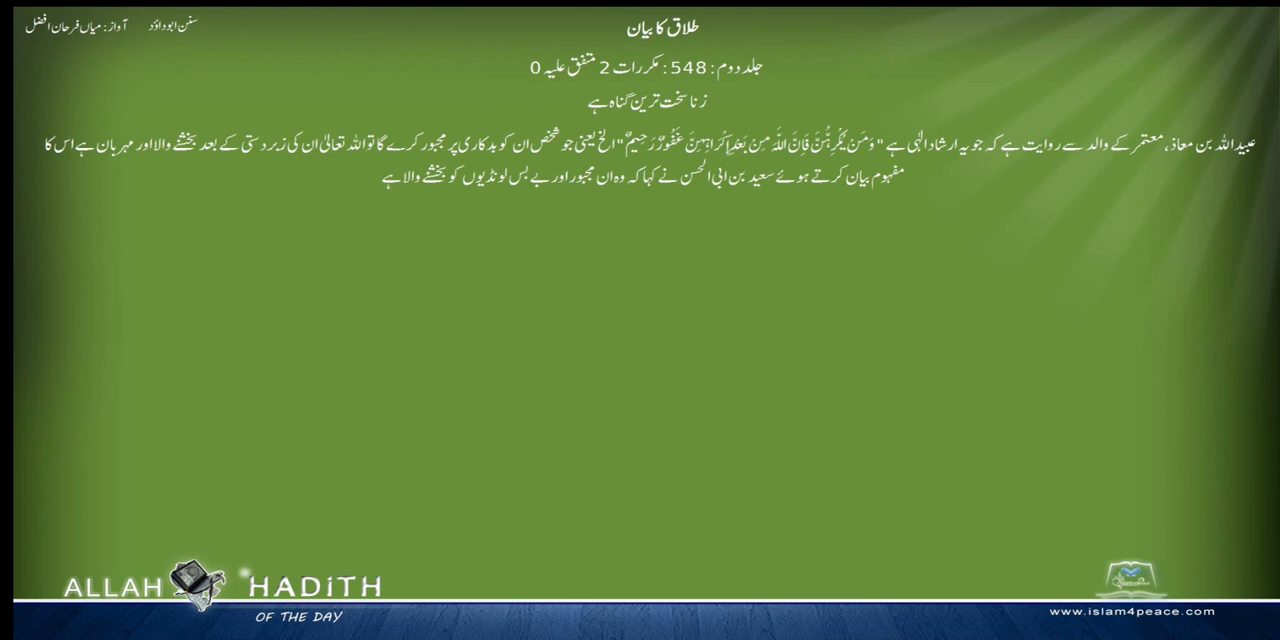 سنن ابوداؤد آواز: میاں فرحان افضل
طلاق کا بیان
جلد دوم : 548 : مکررات 2 متفق علیہ 0
زنا سخت ترین گناہ ہے
عبیداللہ بن معاذ، معتمر کے والد سے روایت ہے کہ جو یہ ارشاد الٰہی ہے " وَمَنْ يُكْرِهْهُّنَّ فَإِنَّ اللَّهَ مِنْ بَعْدِ إِكْرَاهِهِنَّ غَفُورٌ رَحِيمٌ" الخ یعنی جو شخص ان کو بدکاری پر مجبور کرے گا تو اللہ تعالیٰ ان کی زبردستی کے بعد بخشنے والا اور مہربان ہے اس کا
مفہوم بیان کرتے ہوئے سعید بن ابی الحسن نے کہا کہ وہ ان مجبور اور بے بس لونڈیوں کو بخشنے والا ہے
ALLAH HADITH
OF THE DAY
www.islam4peace.com